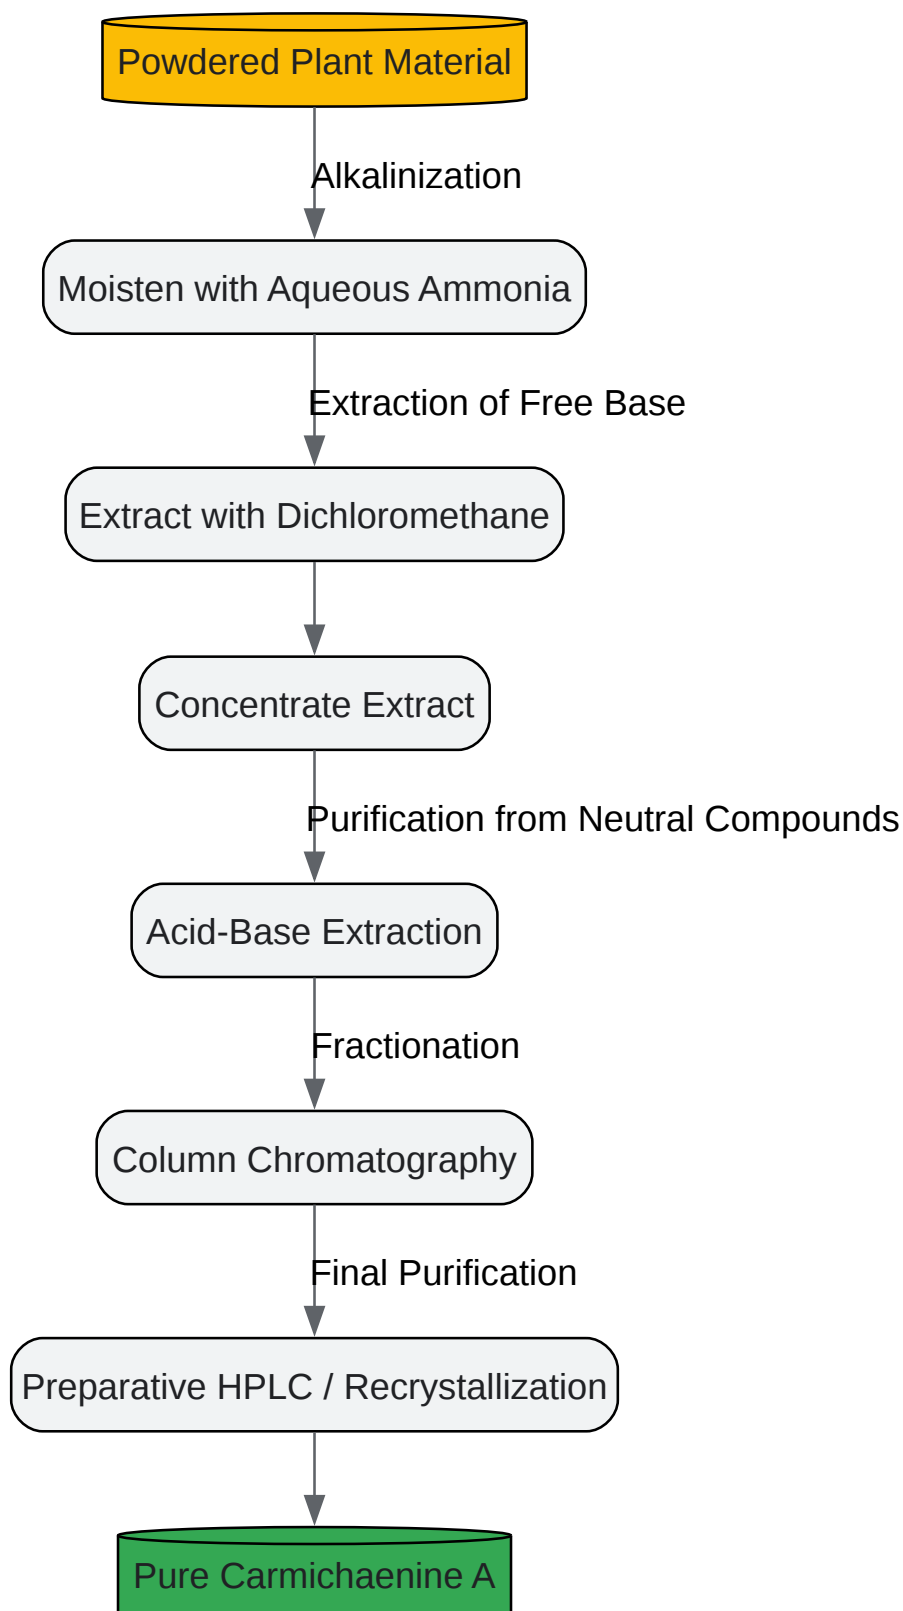 Powdered Plant Material
Alkalinization
Moisten with Aqueous Ammonia
Extraction of Free Base
Extract with Dichloromethane
Concentrate Extract
Purification from Neutral Compounds
Acid-Base Extraction
Fractionation
Column Chromatography
Final Purification
Preparative HPLC / Recrystallization
Pure Carmichaenine A